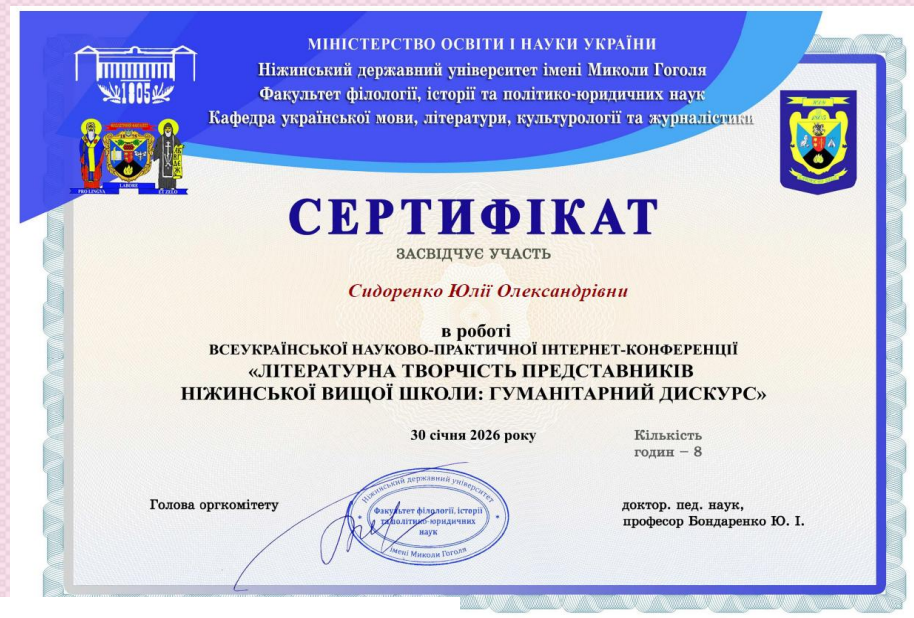 МІНІСТЕРСТВО ОСВІТИ І НАУКИ УКРАЇНИ
Ніжинський державний університет імені Миколи Гоголя
Факультет філології, історії та політико-юридичних наук
Кафедра української мови, літератури, культурології та журналістики
1805
PRO LINGVA
LABORE
ET ZELO
СЕРТИФІКАТ
ЗАСВІДЧУЄ УЧАСТЬ
Сидоренко Юлії Олександрівни
в роботі
ВСЕУКРАЇНСЬКОЇ НАУКОВО-ПРАКТИЧНОЇ ІНТЕРНЕТ-КОНФЕРЕНЦІЇ
«ЛІТЕРАТУРНА ТВОРЧІСТЬ ПРЕДСТАВНИКІВ
НІЖИНСЬКОЇ ВИЩОЇ ШКОЛИ: ГУМАНІТАРНИЙ ДИСКУРС»
30 січня 2026 року
Кількість
годин – 8
Голова оргкомітету
Ніжинський державний університет
Факультет філології, історії
та політико-юридичних
наук
імені Миколи Гоголя
доктор. пед. наук,
професор Бондаренко Ю. І.